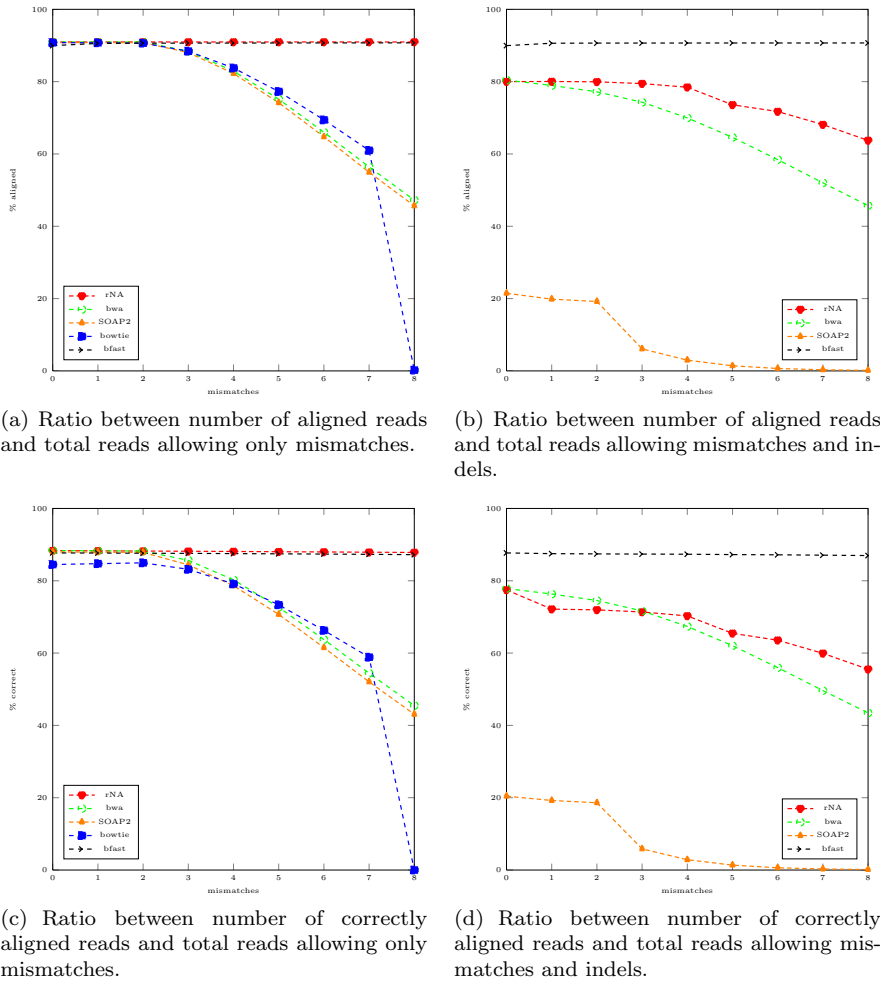 100
80
60
40
20
0
% aligned
rNA
bwa
SOAP2
bowtie
bfast
0 1 2 3 4 5 6 7 8
mismatches
(a) Ratio between number of aligned reads
and total reads allowing only mismatches.
100
80
60
40
20
0
% aligned
rNA
bwa
SOAP2
bfast
0 1 2 3 4 5 6 7 8
mismatches
(b) Ratio between number of aligned reads
and total reads allowing mismatches and in-
dels.
100
80
60
40
20
0
% correct
rNA
bwa
SOAP2
bowtie
bfast
0 1 2 3 4 5 6 7 8
mismatches
(c) Ratio between number of correctly
aligned reads and total reads allowing only
mismatches.
100
80
60
40
20
0
% correct
rNA
bwa
SOAP2
bfast
0 1 2 3 4 5 6 7 8
mismatches
(d) Ratio between number of correctly
aligned reads and total reads allowing mis-
matches and indels.